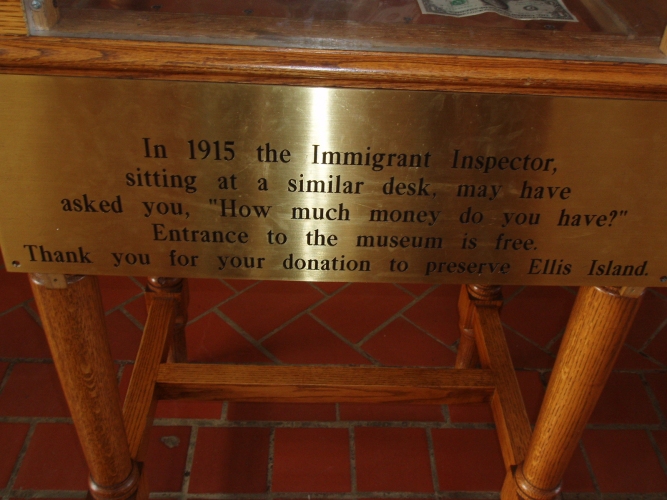 In 1915 the Immigrant Inspector,
sitting at a similar desk, may have
asked you, "How much money do you have?"
Entrance to the museum is free.
Thank you for your donation to preserve Ellis Island.